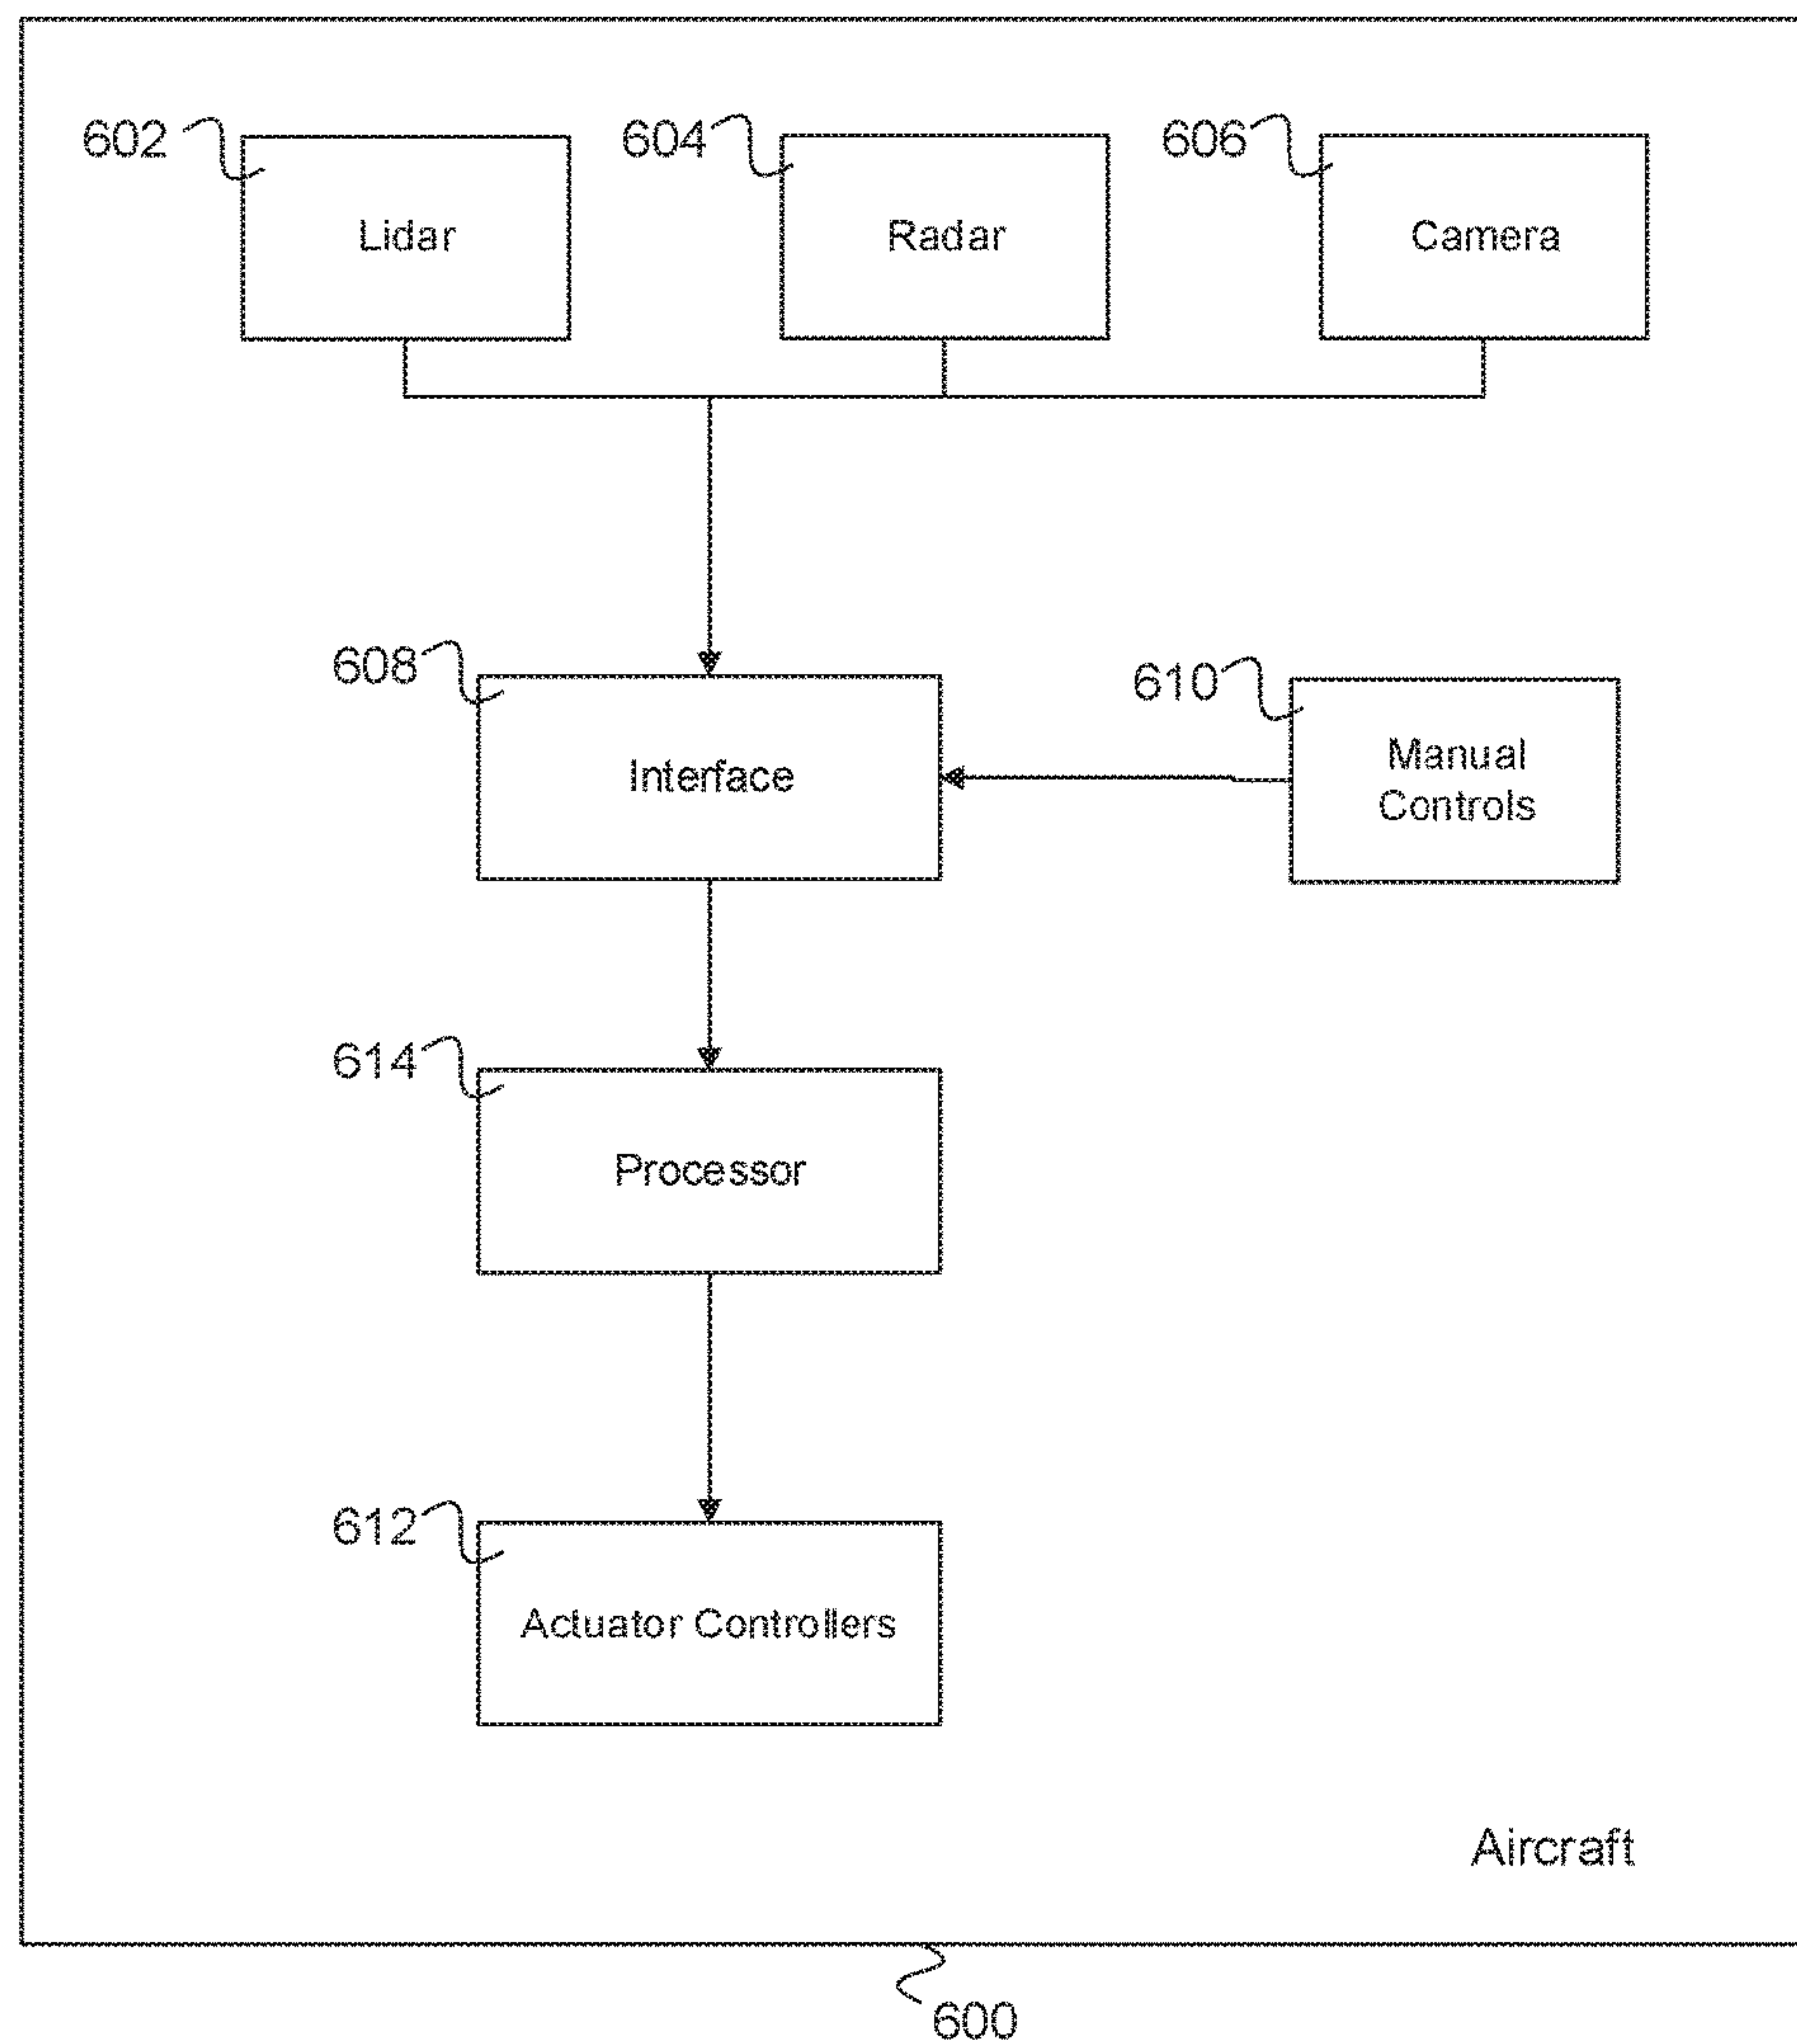 602
604
606
Lidar
Radar
Camera
608
610
Interface
Manual
Controls
614
Processor
612
Actuator Controllers
Aircraft
600